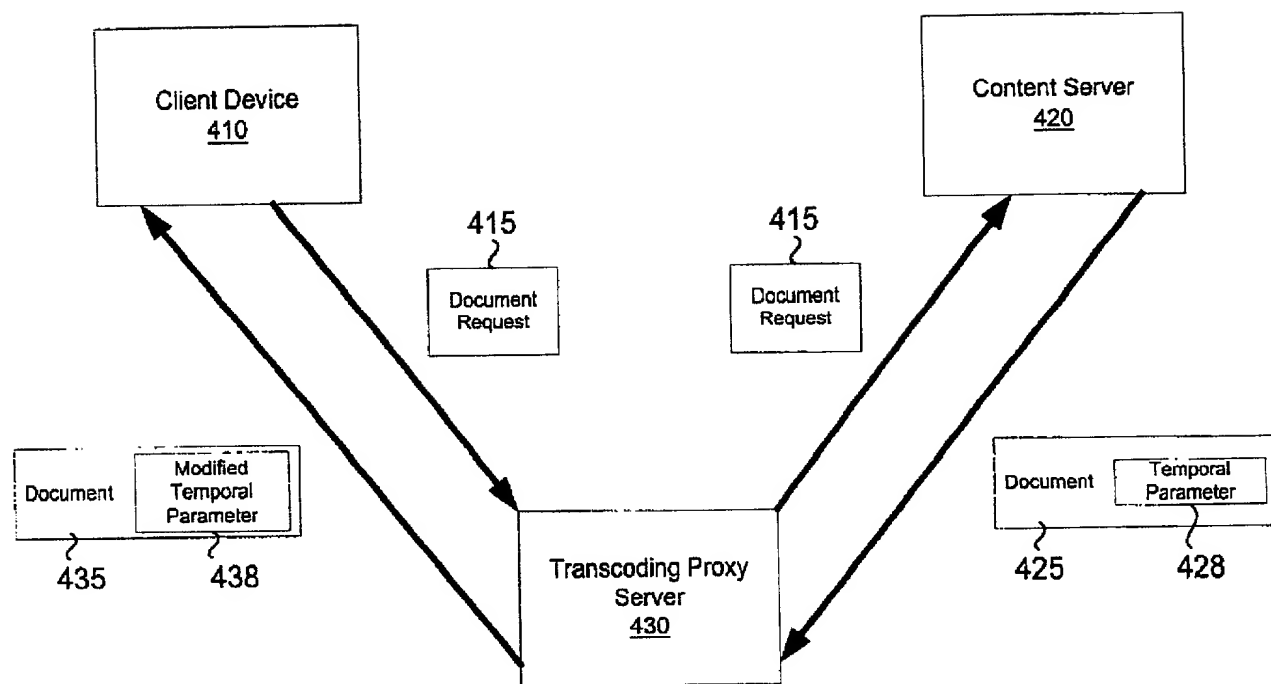 Client Device
410
Content Server
420
415
Document
Request
415
Document
Request
Document
Modified
Temporal
Parameter
435
438
Document
Temporal
Parameter
425
428
Transcoding Proxy
Server
430